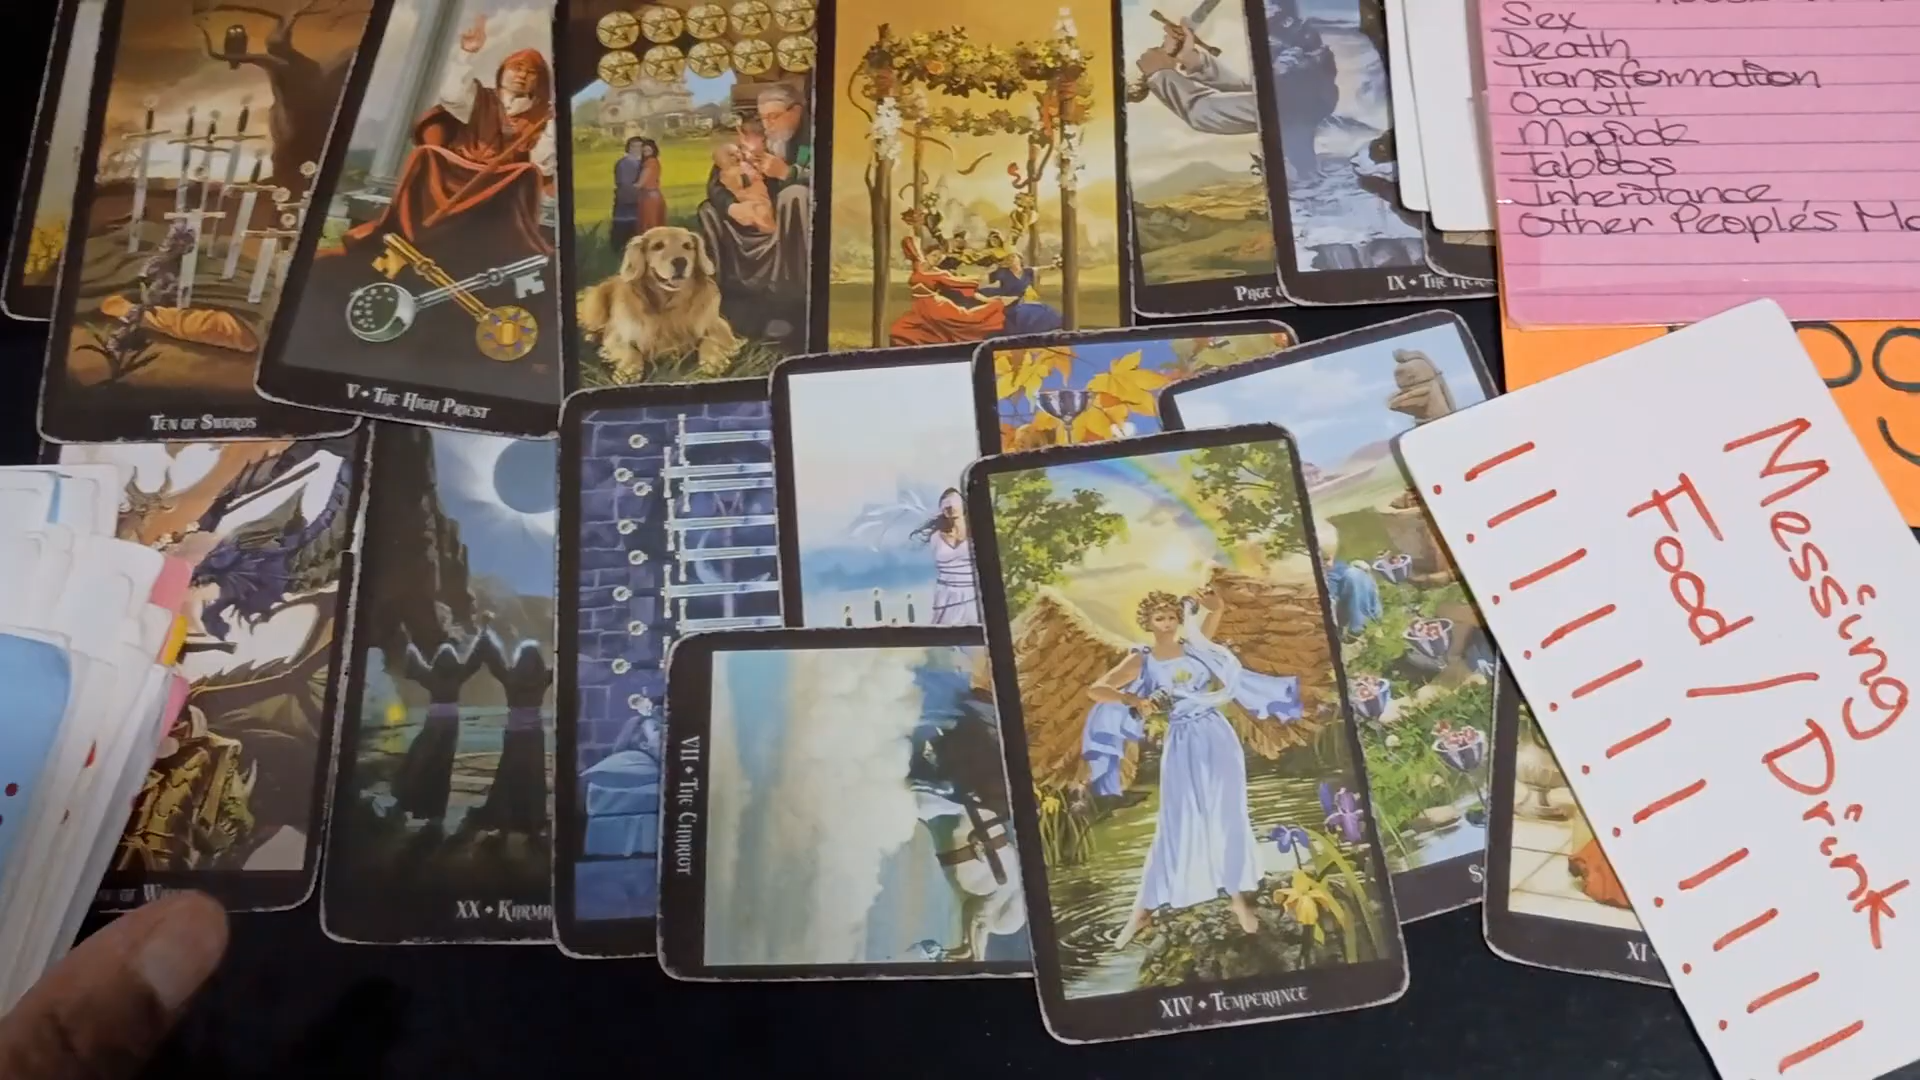 Sex
Death
Transformation
Occult
Magick
Taboos
Inheritance
Other People's
TEN OF SWORDS
V • THE HIGH PRIEST
PAGE
IX • THE
Messing
Food / Drink
! ! ! ! ! ! ! ! ! ! !
XX • KARMA
VII • THE CHARIOT
XIV • TEMPERANCE
XI